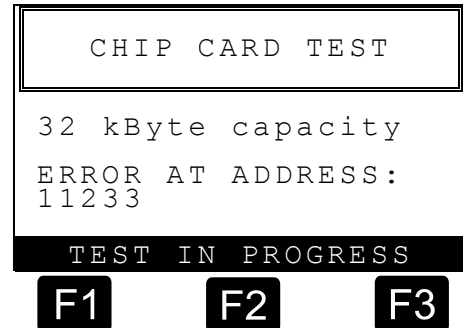 CHIP CARD TEST
32 kByte capacity
ERROR AT ADDRESS:
11233
TEST IN PROGRESS
F1 F2 F3